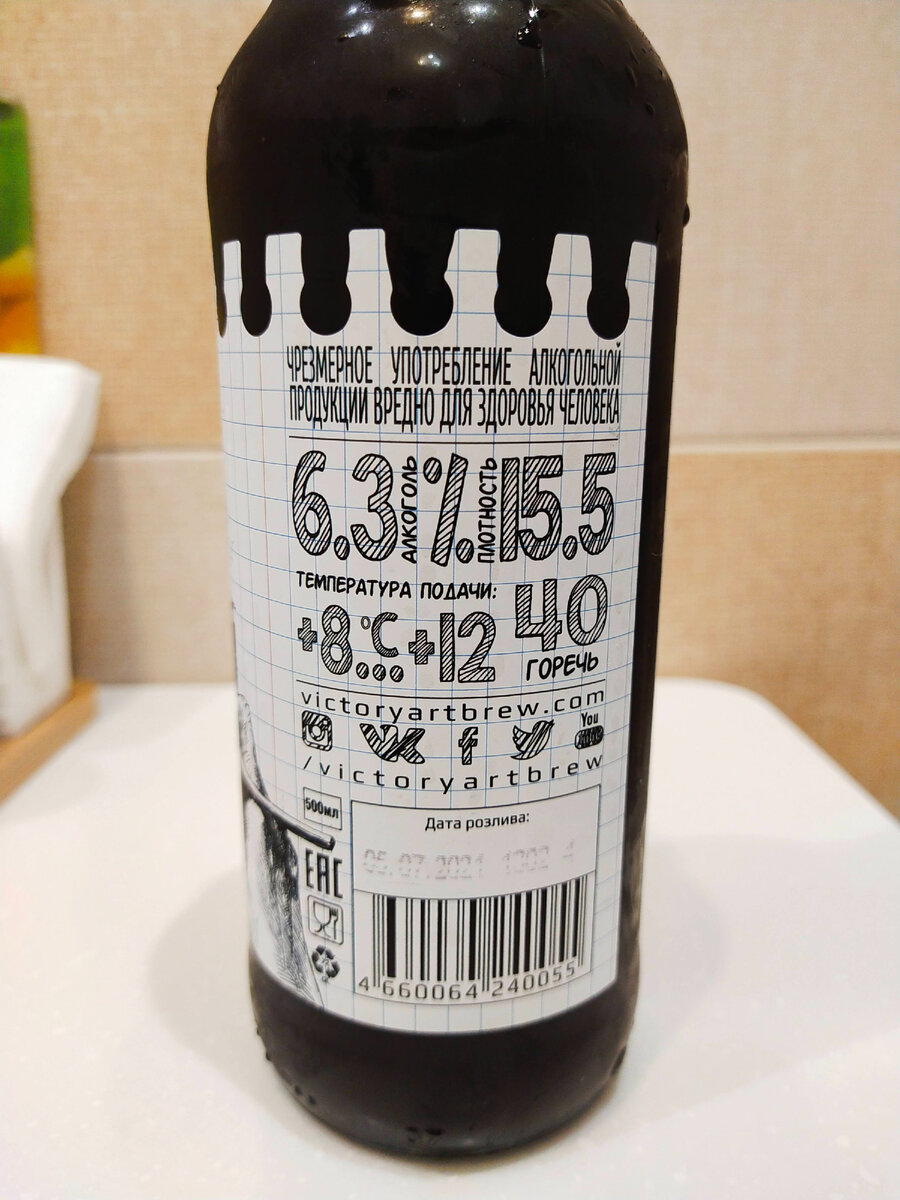 ЧРЕЗМЕРНОЕ УПОТРЕБЛЕНИЕ АЛКОГОЛЬНОЙ
ПРОДУКЦИИ ВРЕДНО ДЛЯ ЗДОРОВЬЯ ЧЕЛОВЕКА
6.3 АЛКОГОЛЬ %. ПЛОТНОСТЬ 15.5
ТЕМПЕРАТУРА ПОДАЧИ:
+8°C...+12
40
ГОРЕЧЬ
victoryartbrew.com
You
/victoryartbrew
500мл
Дата розлива:
05.07.2021 1302 4
EAC
4 660064 240055